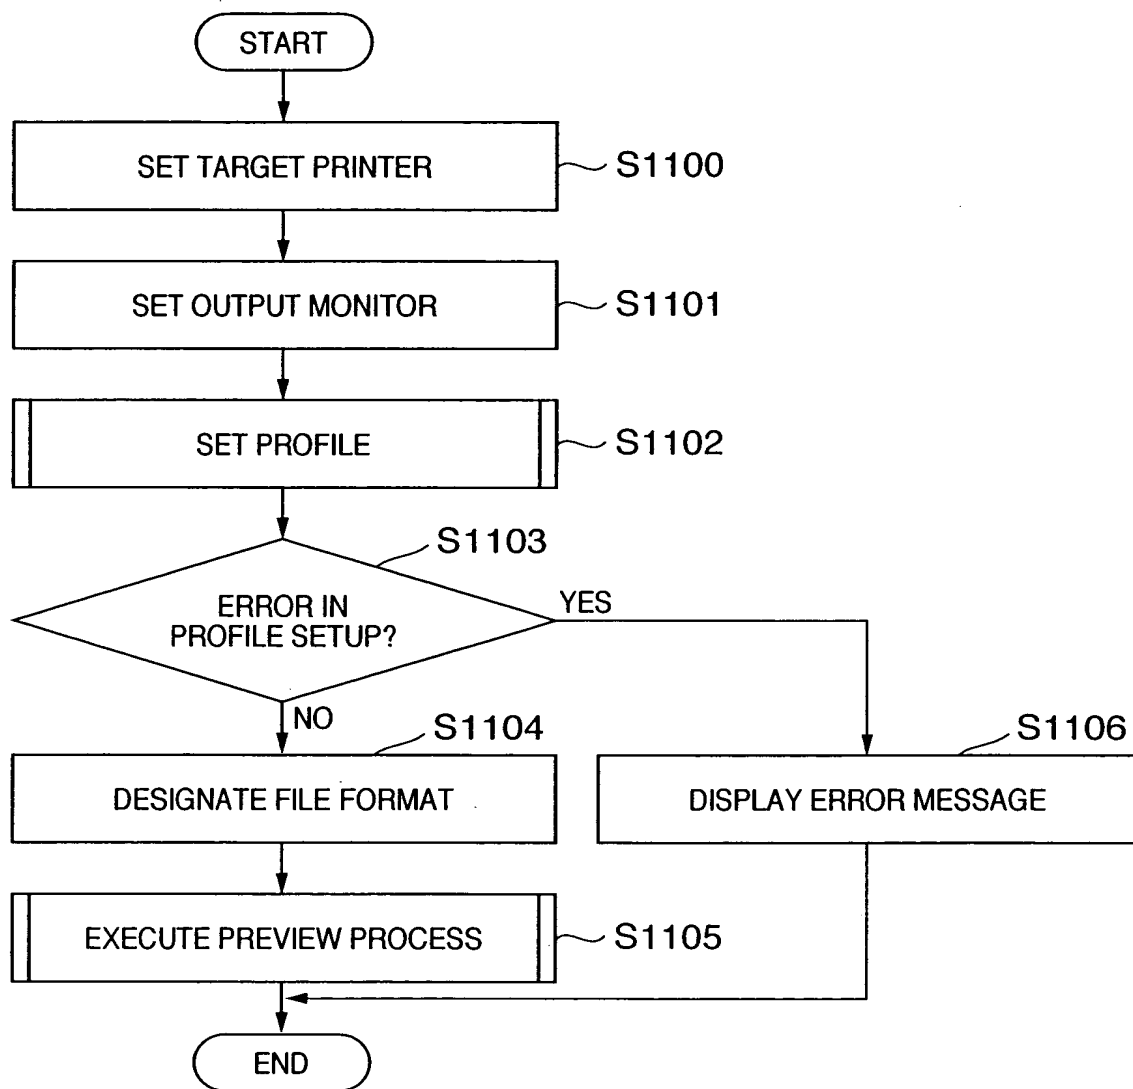 START
SET TARGET PRINTER
S1100
SET OUTPUT MONITOR
S1101
SET PROFILE
S1102
S1103
ERROR IN
PROFILE SETUP?
YES
NO
S1104
DESIGNATE FILE FORMAT
S1106
DISPLAY ERROR MESSAGE
EXECUTE PREVIEW PROCESS
S1105
END